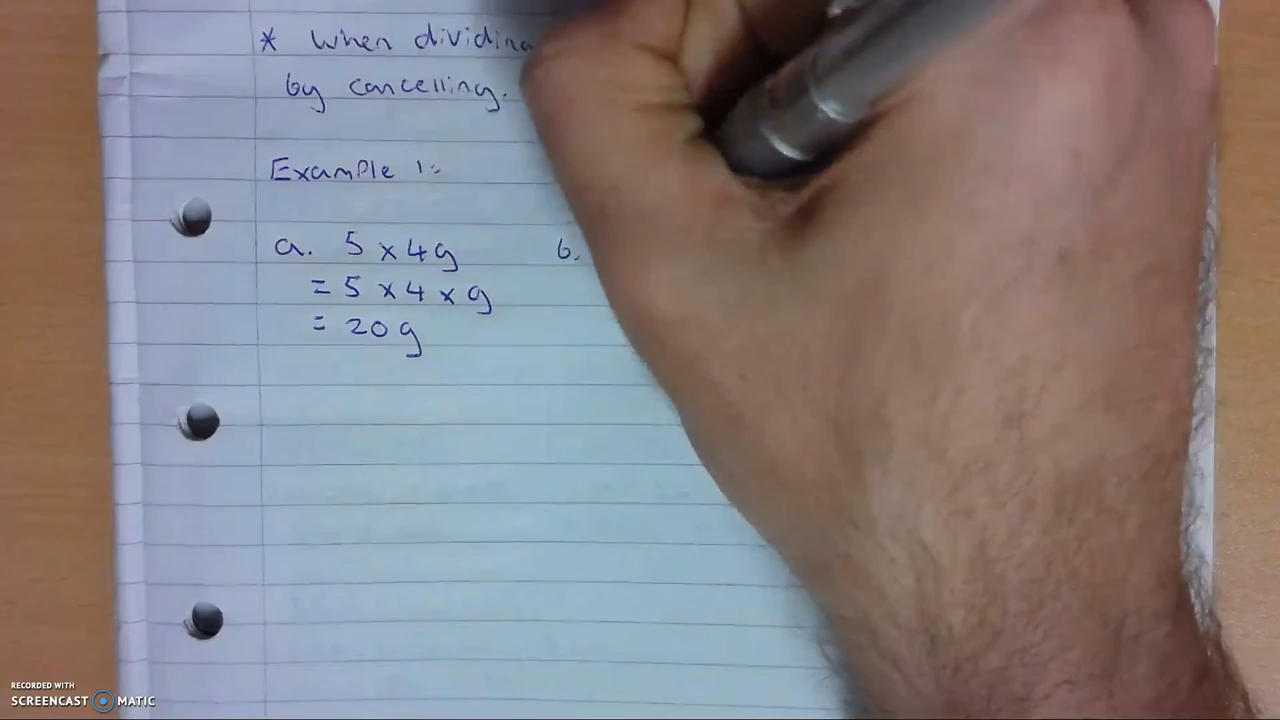 * When dividing
by cancelling.
Example 1:
a. 5 x 4g
b.
= 5 x 4 x g
= 20g
RECORDED WITH
SCREENCAST MATIC